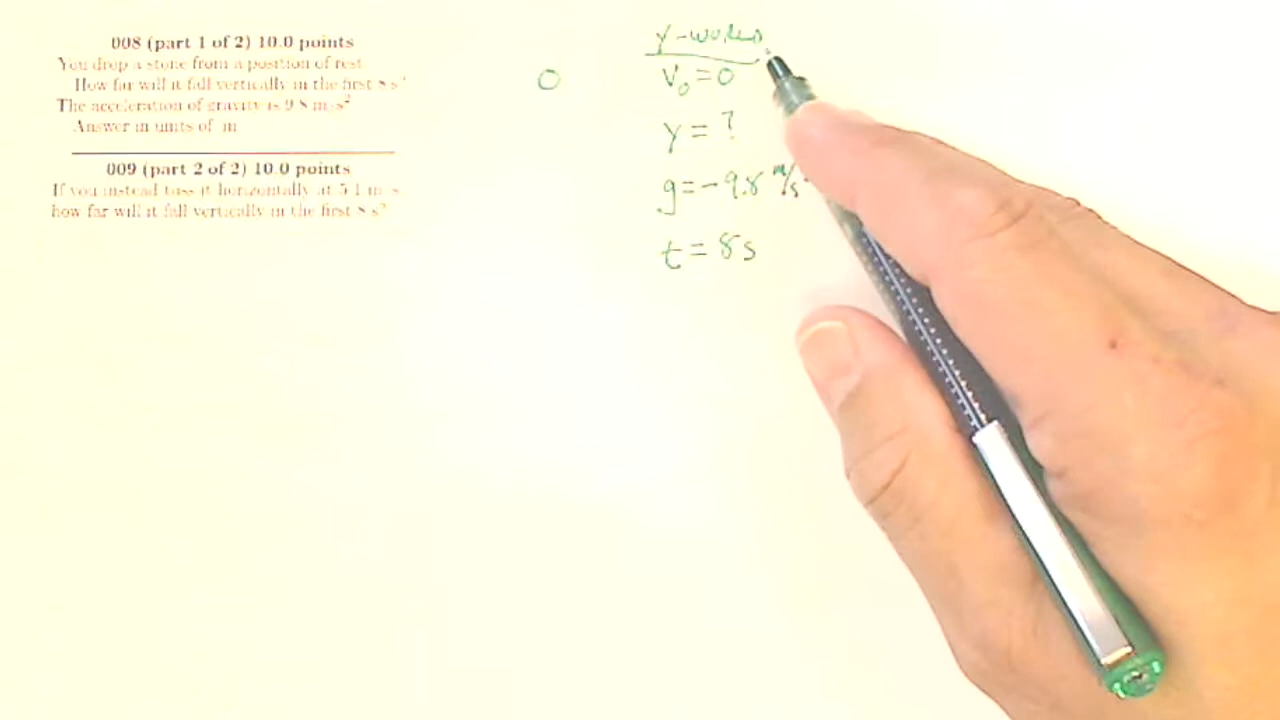 008 (part 1 of 2) 10.0 points
You drop a stone from a position of rest
How far will it fall vertically in the first 8 s?
The acceleration of gravity is 9.8 m/s²
Answer in units of m
009 (part 2 of 2) 10.0 points
If you instead toss it horizontally at 5.1 m/s
how far will it fall vertically in the first 8 s?
y-world
v₀ = 0
y = ?
g = -9.8 m/s
t = 8 s